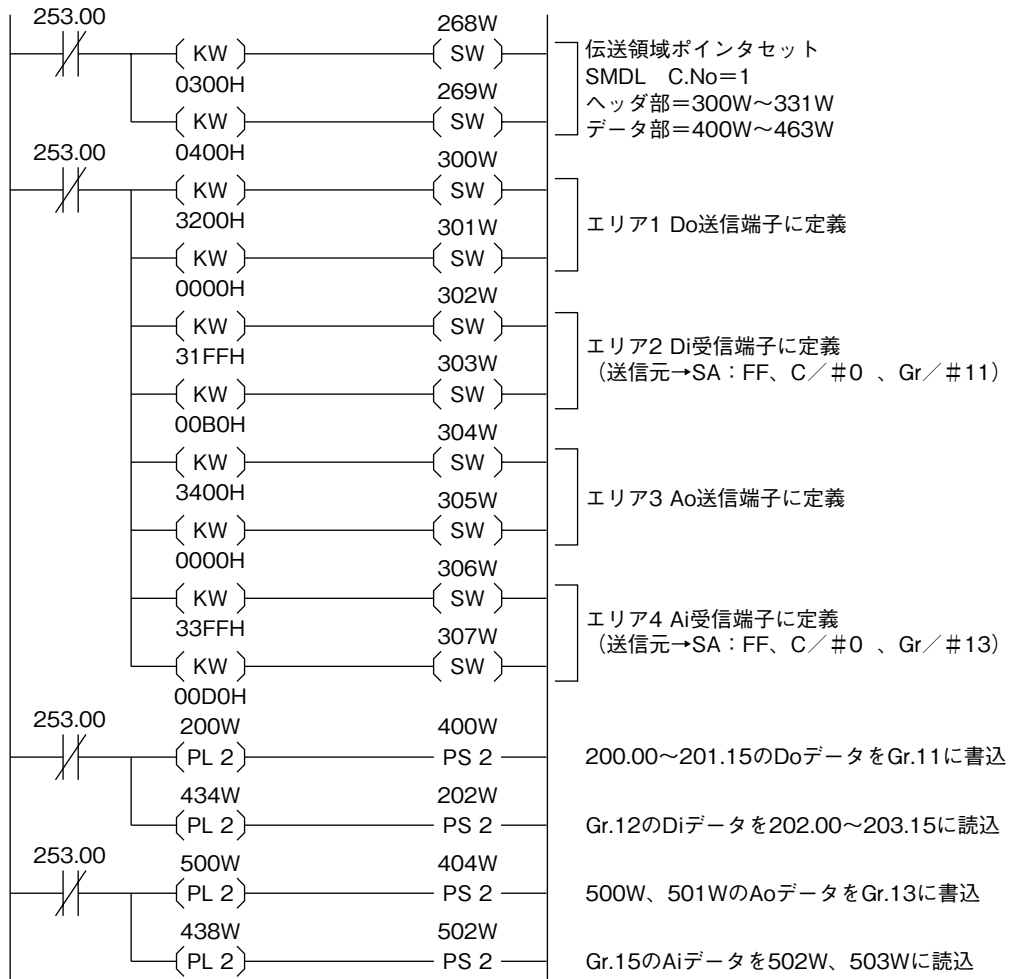 253.00
268W
KW
SW
0300H
269W
KW
SW
伝送領域ポインタセット
SMDL C.No＝1
ヘッダ部＝300W～331W
データ部＝400W～463W
253.00
0400H
300W
KW
SW
3200H
301W
KW
SW
エリア1 Do送信端子に定義
0000H
302W
KW
SW
31FFH
303W
KW
SW
エリア2 Di受信端子に定義
（送信元→SA：FF、C／＃0 、Gr／＃11）
00B0H
304W
KW
SW
3400H
305W
KW
SW
エリア3 Ao送信端子に定義
0000H
306W
KW
SW
33FFH
307W
KW
SW
エリア4 Ai受信端子に定義
（送信元→SA：FF、C／＃0 、Gr／＃13）
00D0H
253.00
200W
400W
PL 2
PS 2
200.00～201.15のDoデータをGr.11に書込
434W
202W
PL 2
PS 2
Gr.12のDiデータを202.00～203.15に読込
253.00
500W
404W
PL 2
PS 2
500W、501WのAoデータをGr.13に書込
438W
502W
PL 2
PS 2
Gr.15のAiデータを502W、503Wに読込